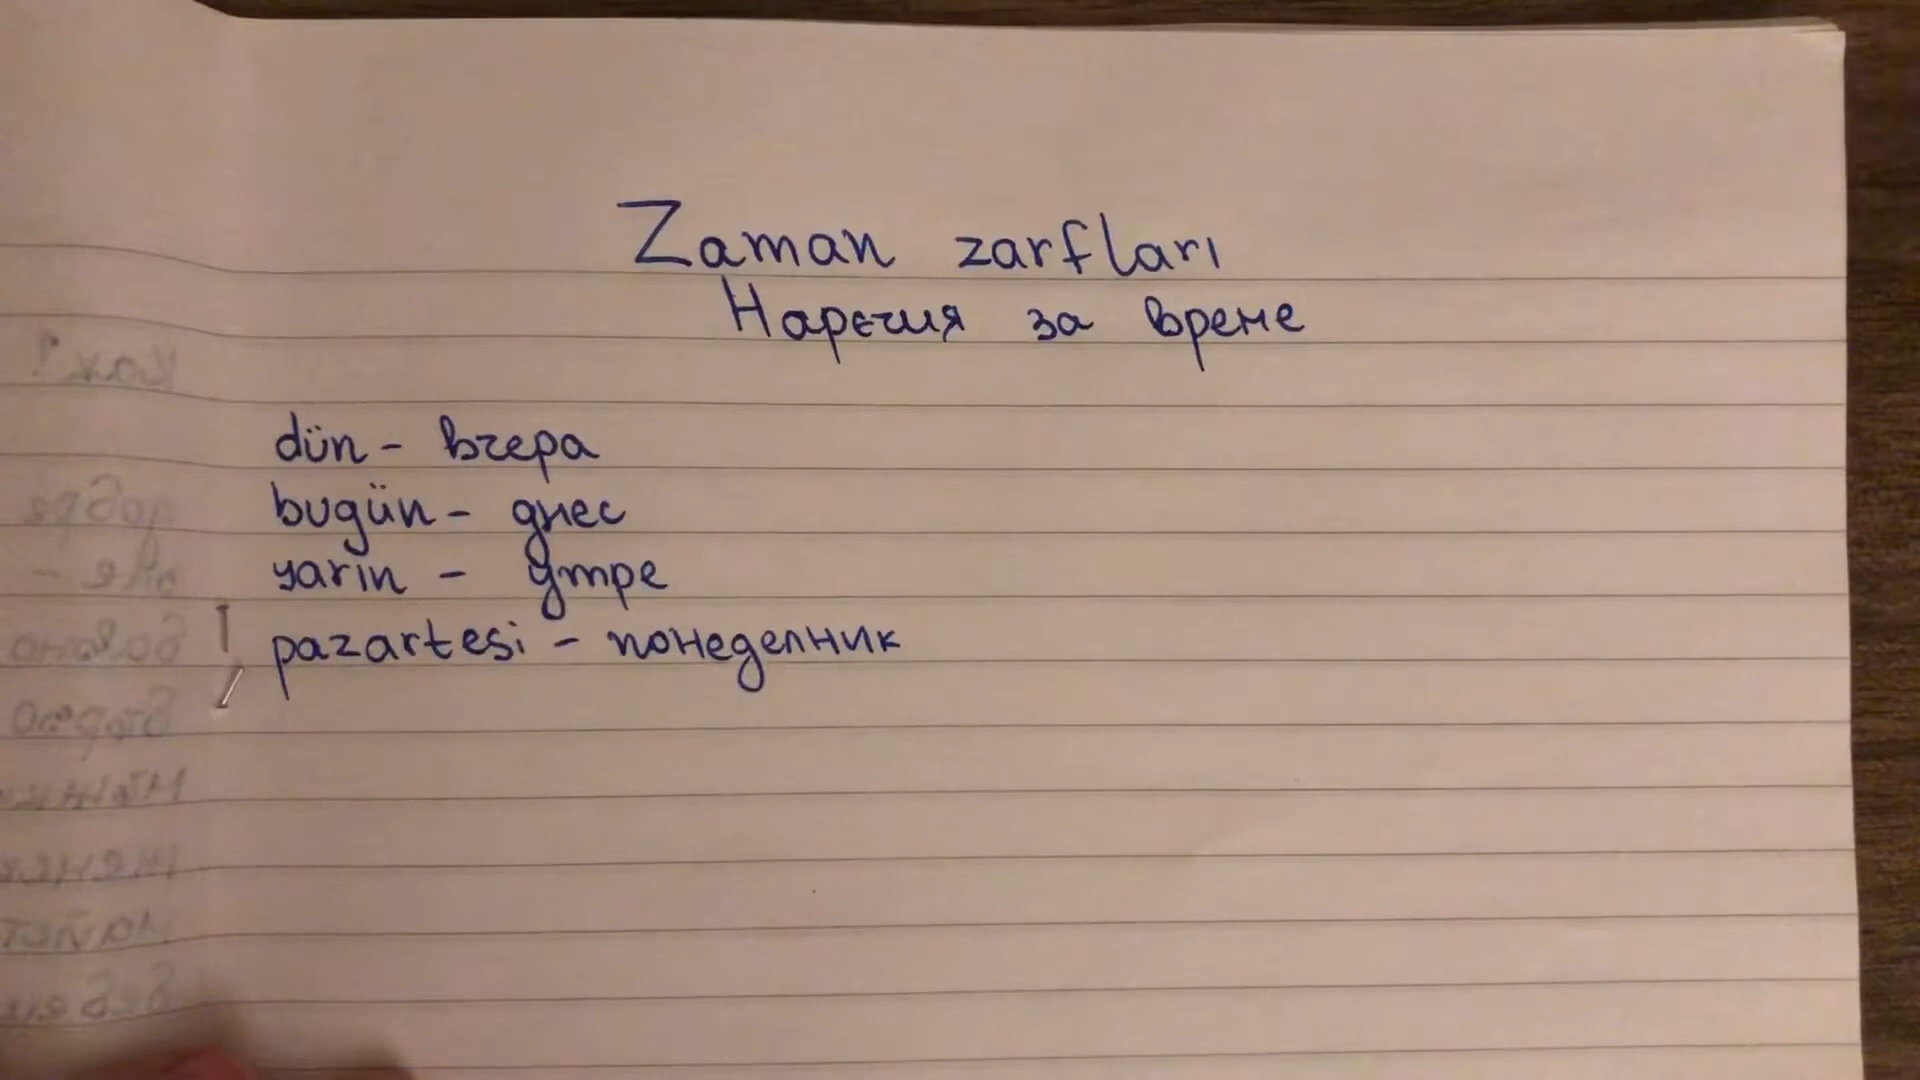 Zaman zarfları
Наречия за време
dün - вчера
bugün - днес
yarın - утре
pazartesi - понеделник